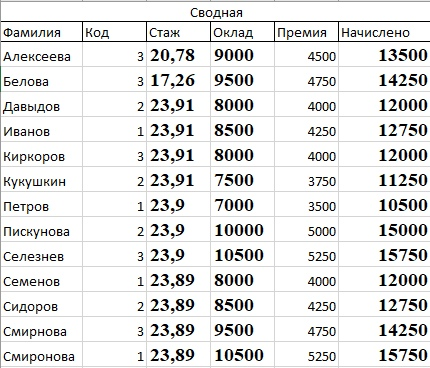 Сводная
Фамилия Код Стаж Оклад Премия Начислено
Алексеева 3 20,78 9000 4500 13500
Белова 3 17,26 9500 4750 14250
Давыдов 2 23,91 8000 4000 12000
Иванов 1 23,91 8500 4250 12750
Киркоров 3 23,91 8000 4000 12000
Кукушкин 2 23,91 7500 3750 11250
Петров 1 23,9 7000 3500 10500
Пискунова 2 23,9 10000 5000 15000
Селезнев 3 23,9 10500 5250 15750
Семенов 1 23,89 8000 4000 12000
Сидоров 2 23,89 8500 4250 12750
Смирнова 3 23,89 9500 4750 14250
Смиронова 1 23,89 10500 5250 15750